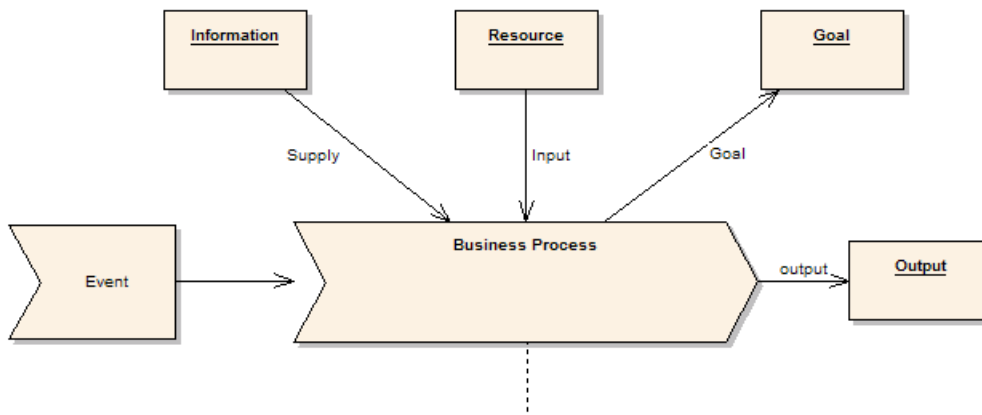 Information
Resource
Goal
Supply
Input
Goal
Business Process
Event
output
Output